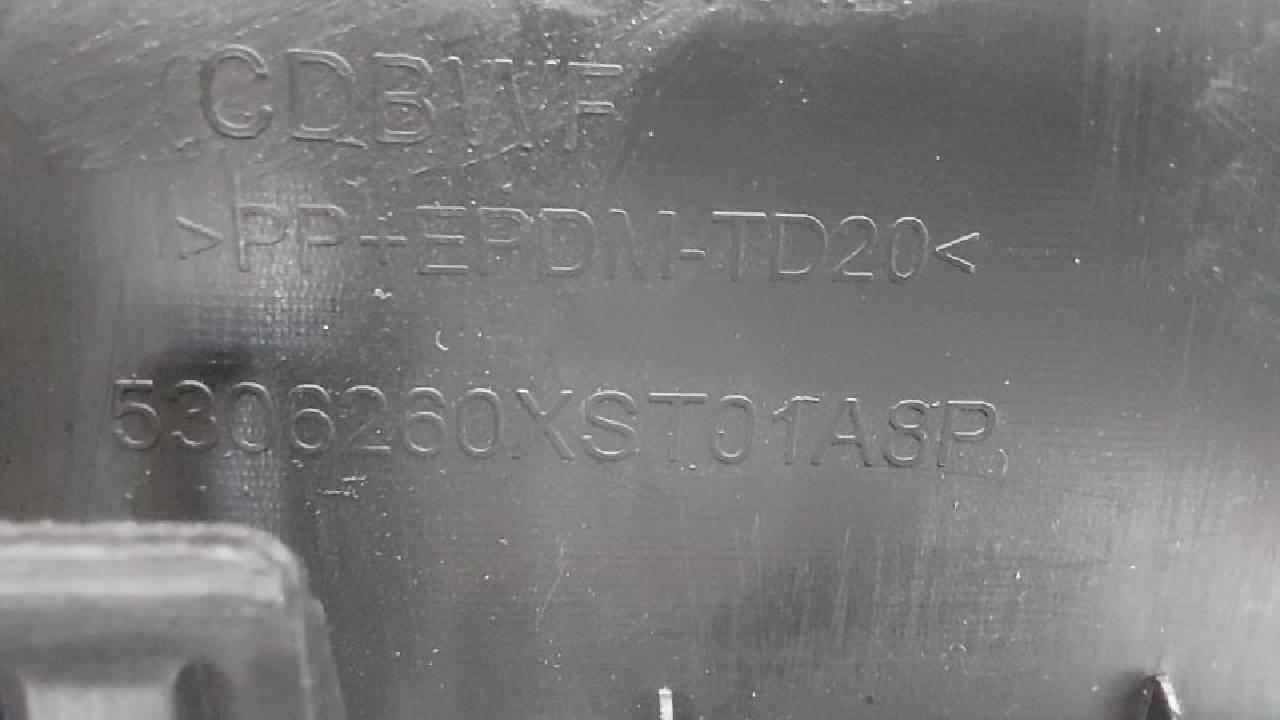 CDBWF
>PP+EPDM-TD20<
5306260XST01A8P